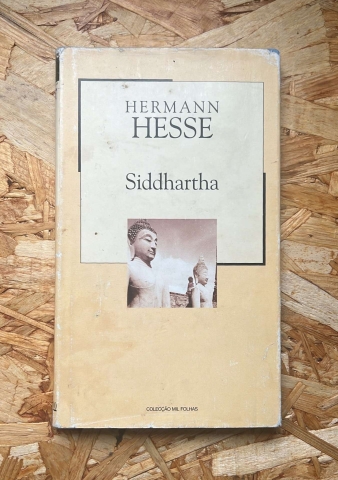 HERMANN
HESSE
Siddhartha
COLECÇÃO MIL FOLHAS